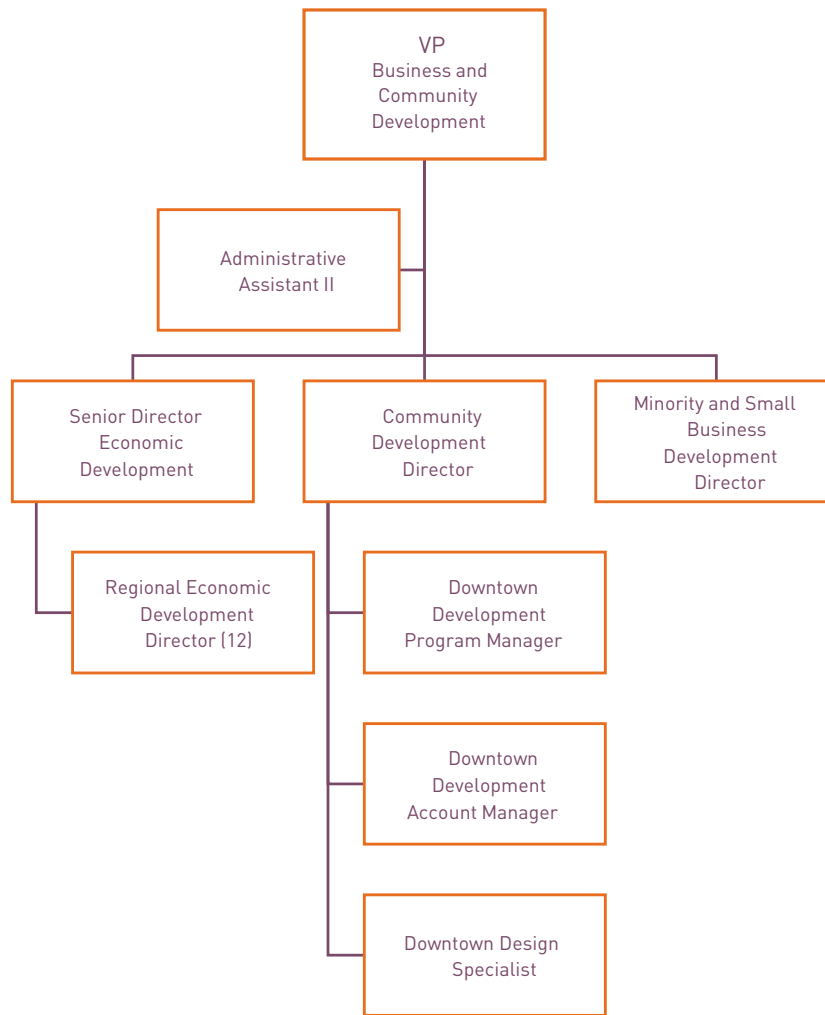 VP
Business and
Community
Development
Administrative
Assistant II
Senior Director
Economic
Development
Community
Development
Director
Minority and Small
Business
Development
Director
Regional Economic
Development
Director (12)
Downtown
Development
Program Manager
Downtown
Development
Account Manager
Downtown Design
Specialist